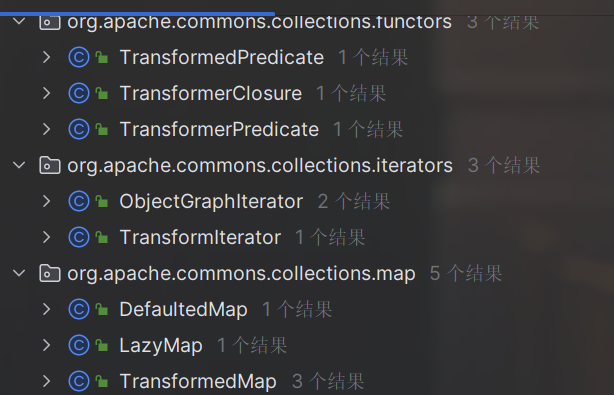 org.apache.commons.collections.functors 3 个结果
TransformedPredicate 1 个结果
TransformerClosure 1 个结果
TransformerPredicate 1 个结果
org.apache.commons.collections.iterators 3 个结果
ObjectGraphIterator 2 个结果
TransformIterator 1 个结果
org.apache.commons.collections.map 5 个结果
DefaultedMap 1 个结果
LazyMap 1 个结果
TransformedMap 3 个结果